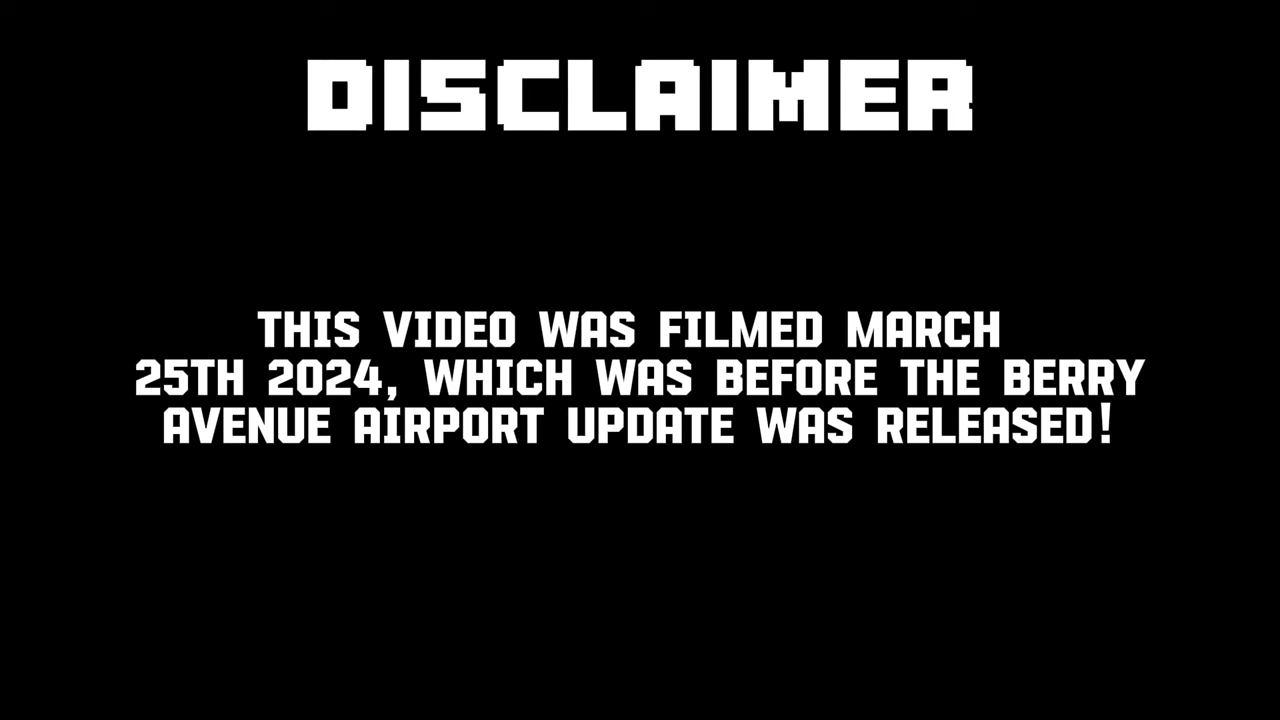 DISCLAIMER
THIS VIDEO WAS FILMED MARCH
25TH 2024, WHICH WAS BEFORE THE BERRY
AVENUE AIRPORT UPDATE WAS RELEASED!